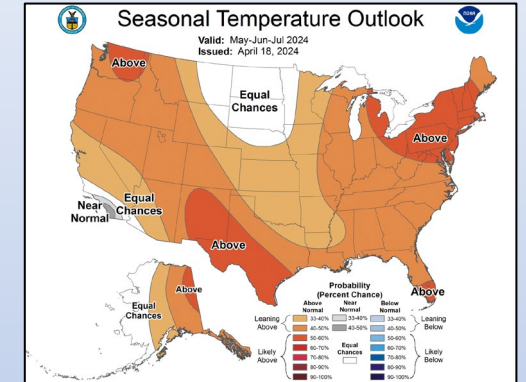 Seasonal Temperature Outlook
noaa
Valid: May-Jun-Jul 2024
Issued: April 18, 2024
Above
Equal
Chances
Above
Equal
Chances
Near
Normal
Above
Above
Above
Equal
Chances
Probability
(Percent Chance)
Above
Normal
Near
Normal
Below
Normal
Leaning
Above
33-40%
33-40%
33-40%
Leaning
Below
40-50%
40-50%
40-50%
Likely
Above
50-60%
50-60%
Likely
Below
60-70%
60-70%
70-80%
70-80%
80-90%
80-90%
90-100%
90-100%
Equal
Chances